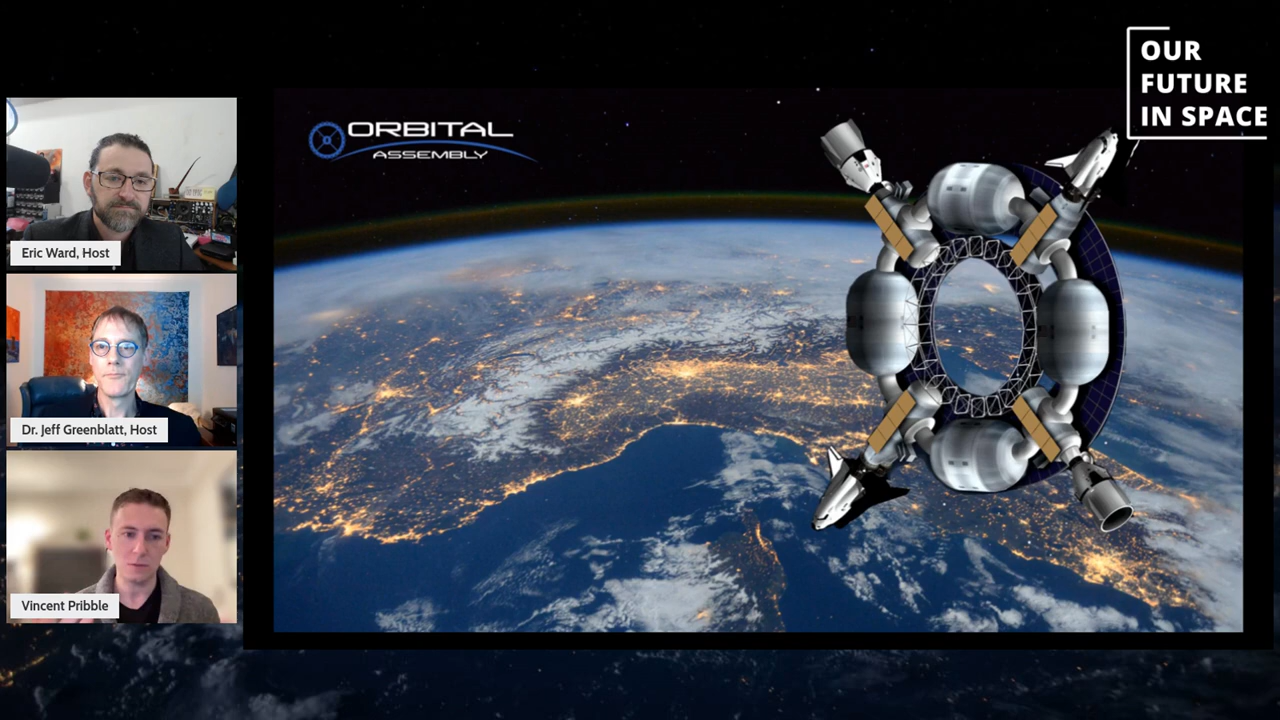 OUR
FUTURE
IN SPACE
ORBITAL
ASSEMBLY
Eric Ward, Host
Dr. Jeff Greenblatt, Host
Vincent Pribble